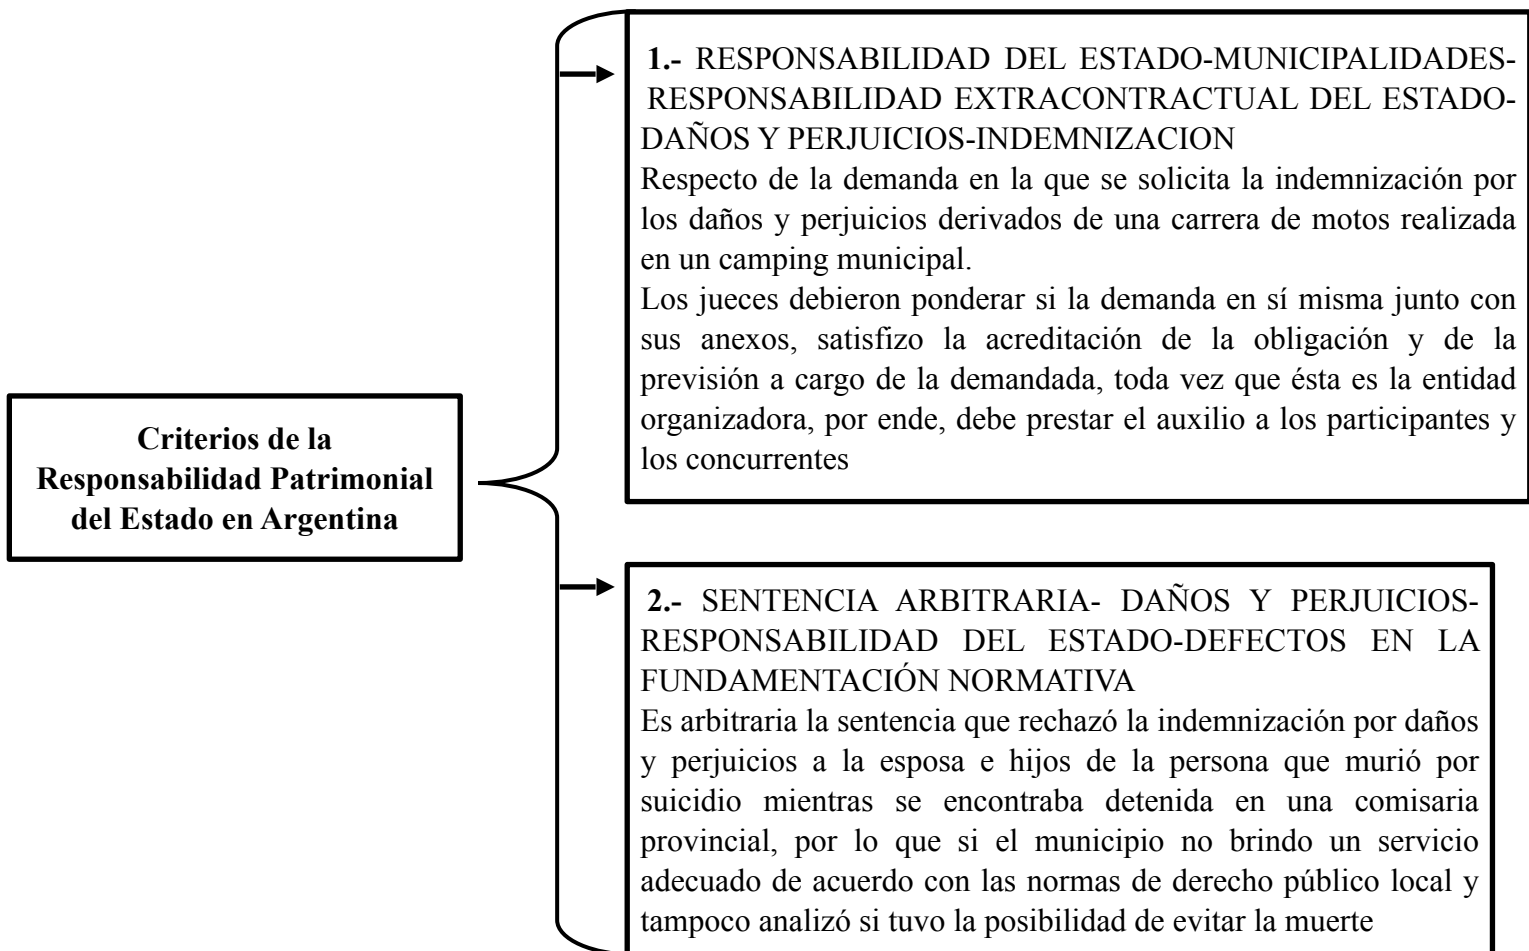 Criterios de la
Responsabilidad Patrimonial
del Estado en Argentina
1.- RESPONSABILIDAD DEL ESTADO-MUNICIPALIDADES-
RESPONSABILIDAD EXTRACONTRACTUAL DEL ESTADO-
DAÑOS Y PERJUICIOS-INDEMNIZACION
Respecto de la demanda en la que se solicita la indemnización por
los daños y perjuicios derivados de una carrera de motos realizada
en un camping municipal.
Los jueces debieron ponderar si la demanda en sí misma junto con
sus anexos, satisfizo la acreditación de la obligación y de la
previsión a cargo de la demandada, toda vez que ésta es la entidad
organizadora, por ende, debe prestar el auxilio a los participantes y
los concurrentes
2.- SENTENCIA ARBITRARIA- DAÑOS Y PERJUICIOS-
RESPONSABILIDAD DEL ESTADO-DEFECTOS EN LA
FUNDAMENTACIÓN NORMATIVA
Es arbitraria la sentencia que rechazó la indemnización por daños
y perjuicios a la esposa e hijos de la persona que murió por
suicidio mientras se encontraba detenida en una comisaria
provincial, por lo que si el municipio no brindo un servicio
adecuado de acuerdo con las normas de derecho público local y
tampoco analizó si tuvo la posibilidad de evitar la muerte